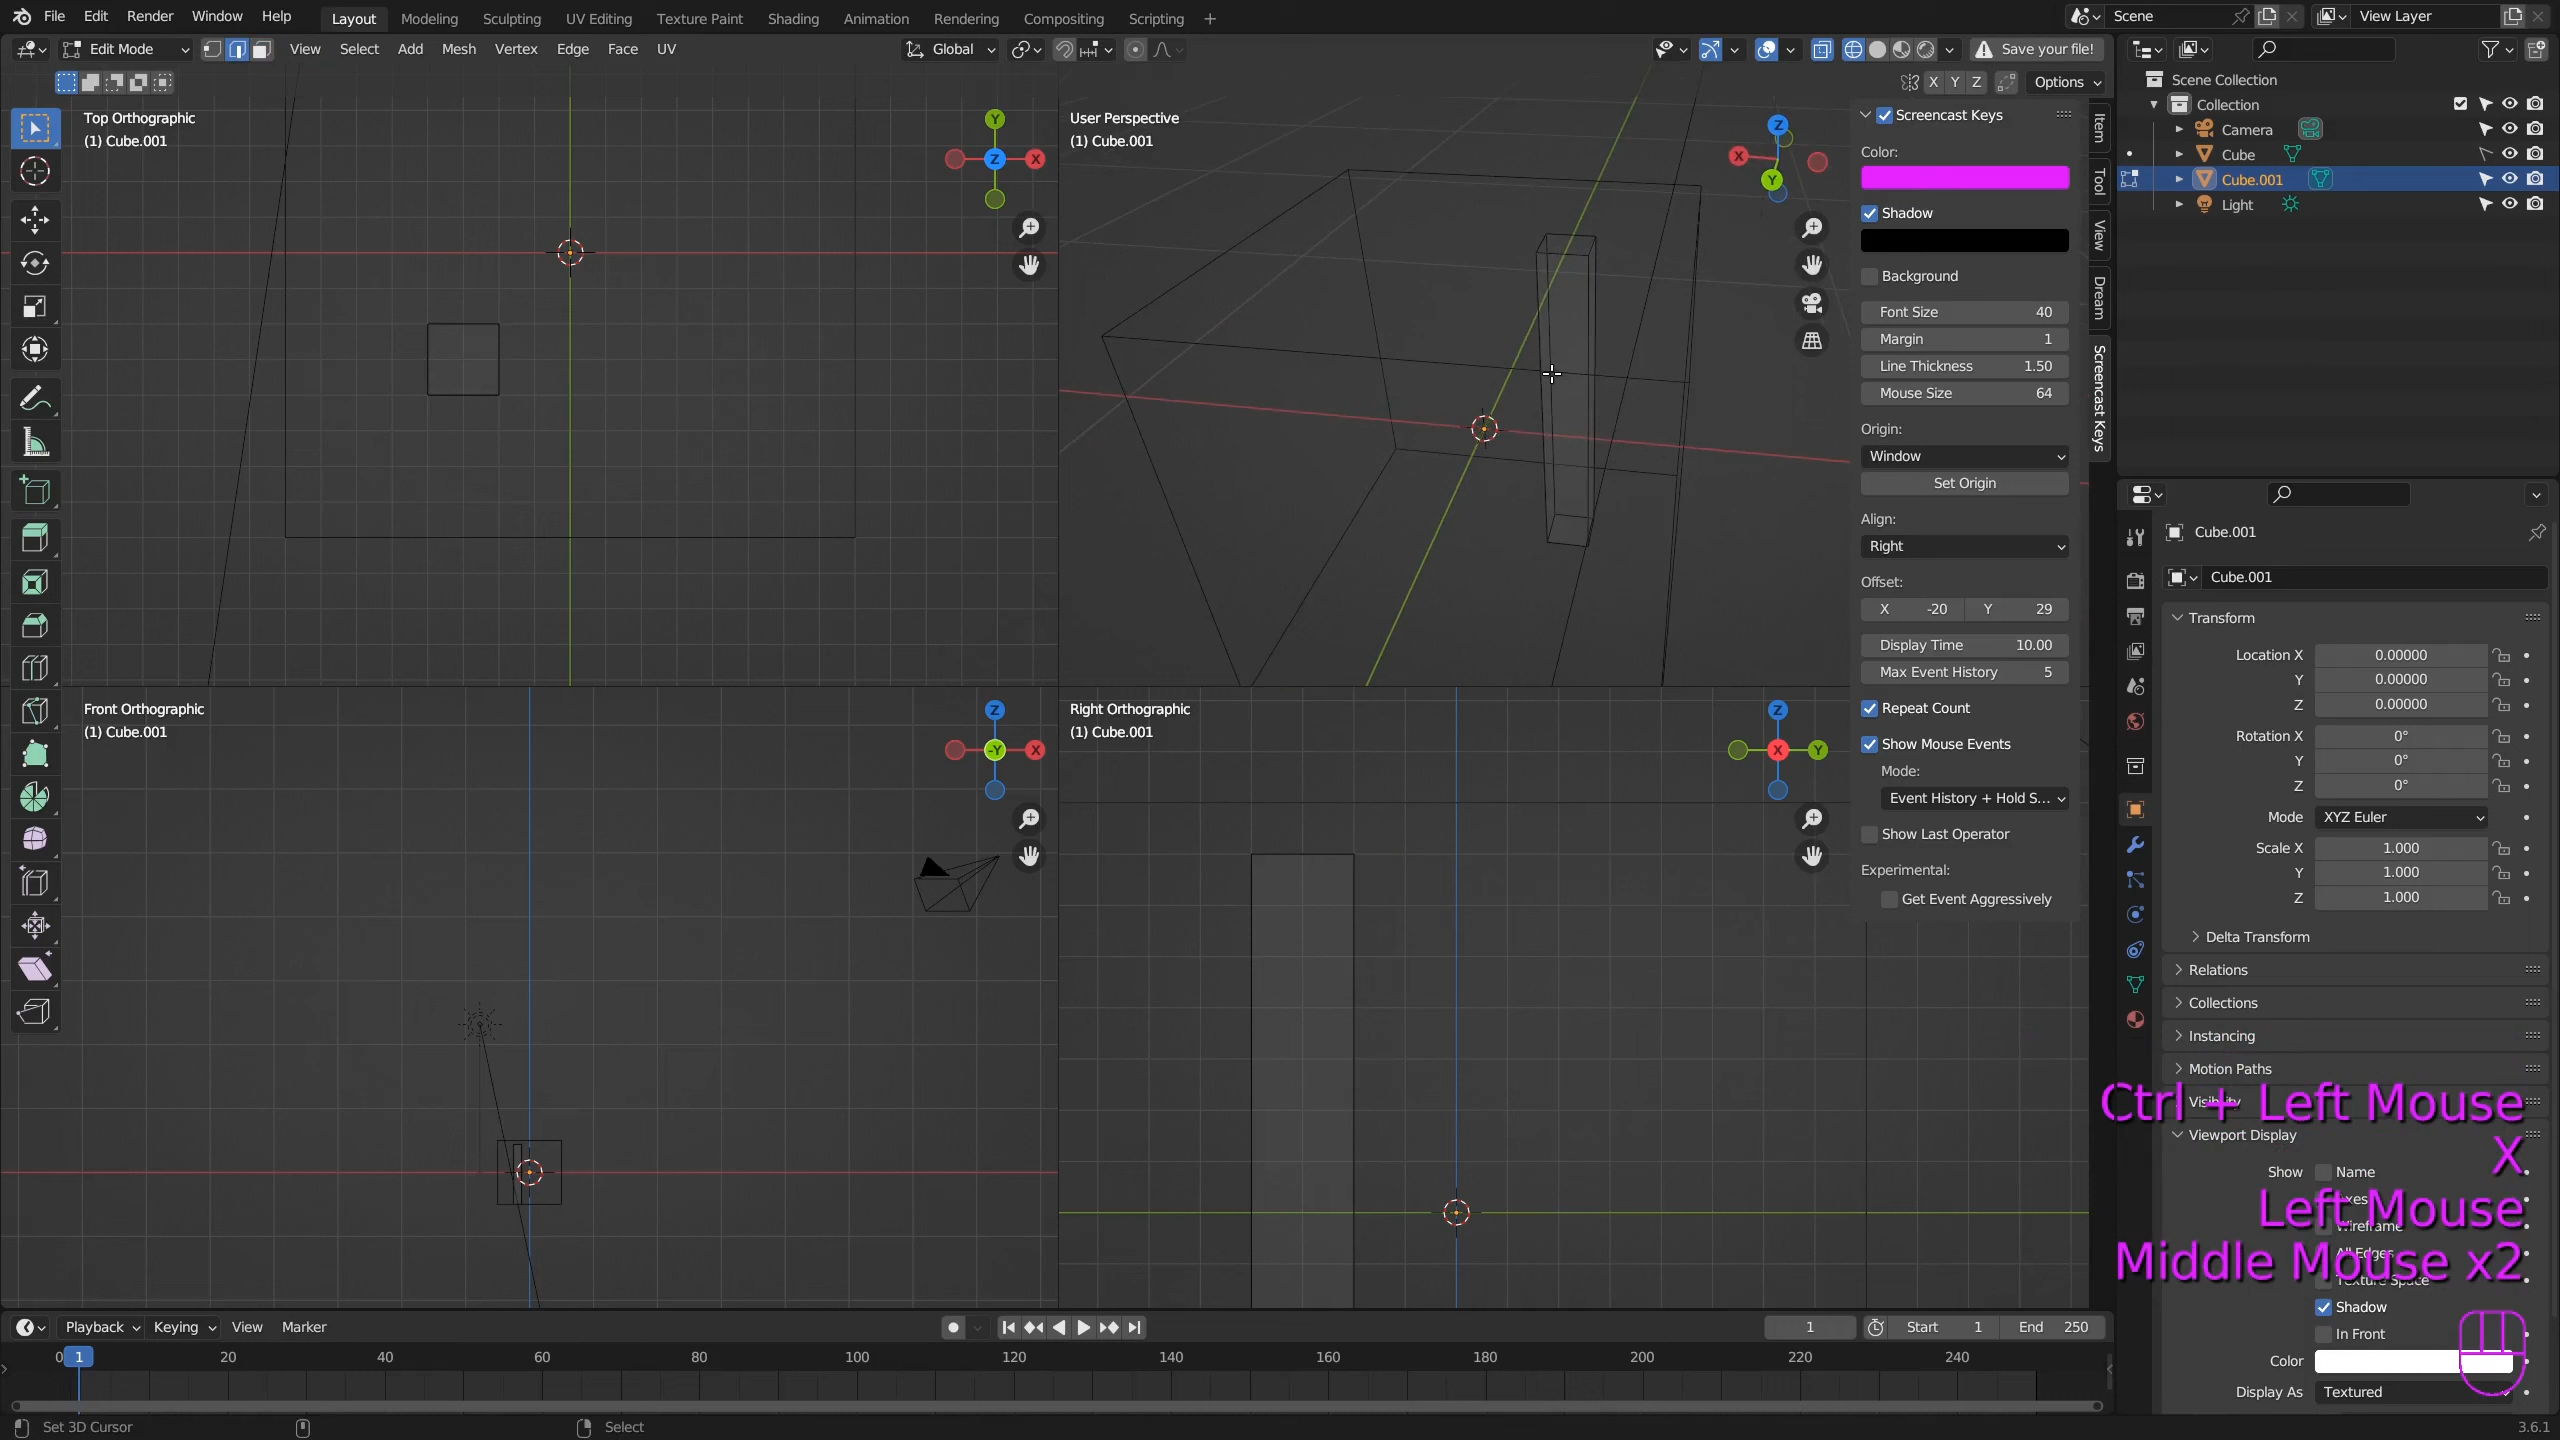 File Edit Render Window Help Layout Modeling Sculpting UV Editing Texture Paint Shading Animation Rendering Compositing Scripting + Scene View Layer
Edit Mode View Select Add Mesh Vertex Edge Face UV Global Save your file!
X Y Z Options
Top Orthographic
(1) Cube.001
Y
Z X
User Perspective
(1) Cube.001
Z
X
Y
Screencast Keys
Color:
Shadow
Background
Font Size 40
Margin 1
Line Thickness 1.50
Mouse Size 64
Origin:
Window
Set Origin
Align:
Right
Offset:
X -20 Y 29
Display Time 10.00
Max Event History 5
Repeat Count
Show Mouse Events
Mode:
Event History + Hold S...
Show Last Operator
Experimental:
Get Event Aggressively
Item
Tool
View
Dream
Screencast Keys
Front Orthographic
(1) Cube.001
Z
-Y X
Right Orthographic
(1) Cube.001
Z
X Y
Scene Collection
Collection
Camera
Cube
Cube.001
Light
Cube.001
Cube.001
Transform
Location X 0.00000
Y 0.00000
Z 0.00000
Rotation X 0°
Y 0°
Z 0°
Mode XYZ Euler
Scale X 1.000
Y 1.000
Z 1.000
Delta Transform
Relations
Collections
Instancing
Motion Paths
Visibility
Viewport Display
Show Name
Axes
Wireframe
All Edges
Texture Space
Shadow
In Front
Color
Display As Textured
Ctrl + Left Mouse
X
Left Mouse
Middle Mouse x2
Playback Keying View Marker 1 Start 1 End 250
0 1 20 40 60 80 100 120 140 160 180 200 220 240
Set 3D Cursor Select 3.6.1